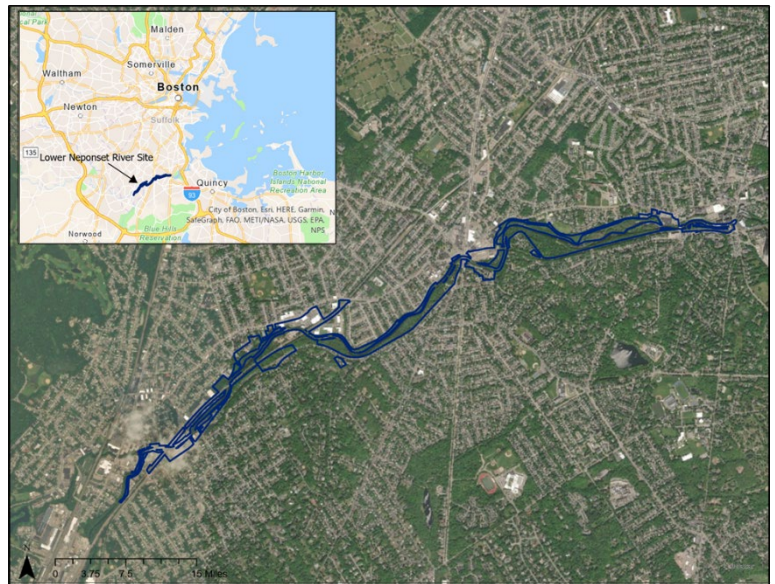 Malden
Somerville
Waltham
Boston
Newton
Suffolk
135
Lower Neponset River Site
93
Quincy
Boston Harbor
Islands National
Recreation Area
City of Boston, Esri, HERE, Garmin,
SafeGraph, FAO, METI/NASA, USGS, EPA,
NPS
Norwood
Blue Hills
Reservation
N
0 3.75 7.5 15 Miles